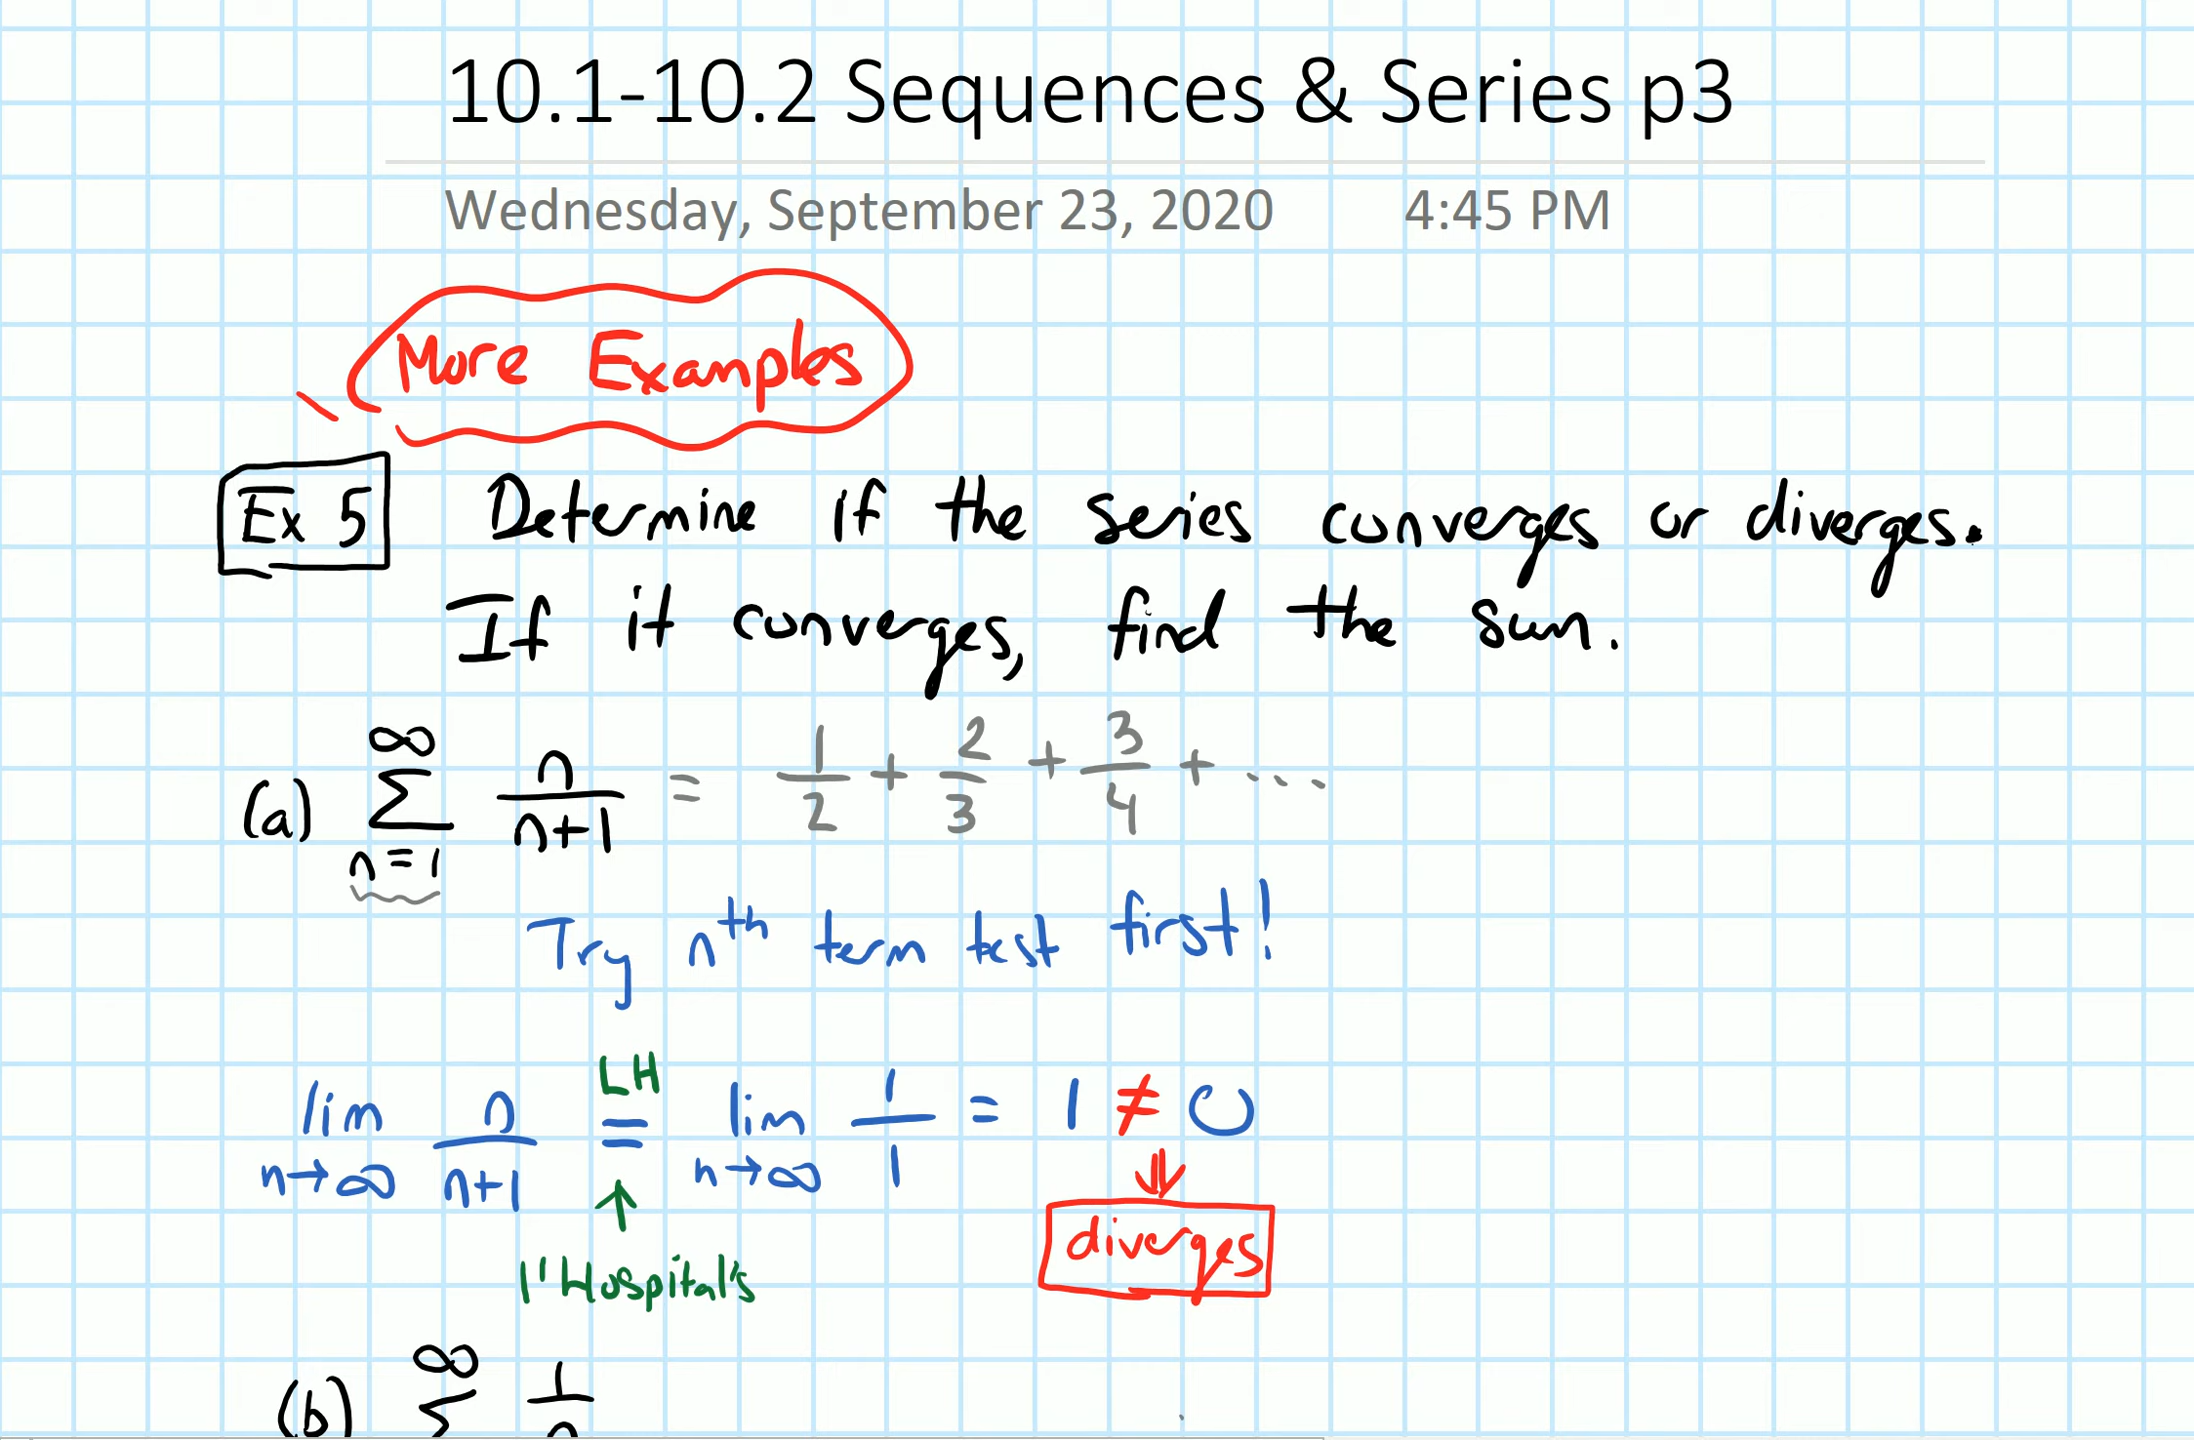 10.1-10.2 Sequences & Series p3
Wednesday, September 23, 2020 4:45 PM
More Examples
Ex 5 Determine if the series converges or diverges.
If it converges, find the sum.
(a) ∞ Σ n=1 n/(n+1) = 1/2 + 2/3 + 3/4 + ...
Try nth term test first!
lim n→∞ n/(n+1) LH = lim n→∞ 1/1 = 1 ≠ 0
↑ ⇓
l'Hospital's diverges
(b) ∞ Σ 1/n